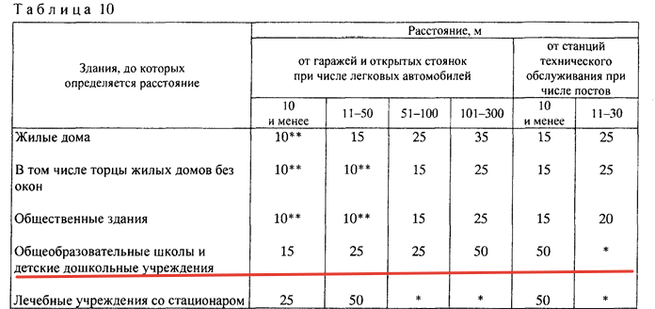 Таблица 10
Здания, до которых определяется расстояние
Расстояние, м
от гаражей и открытых стоянок при числе легковых автомобилей
от станций технического обслуживания при числе постов
10 и менее 11–50 51–100 101–300 10 и менее 11–30
Жилые дома 10** 15 25 35 15 25
В том числе торцы жилых домов без
окон 10** 10** 15 25 15 25
Общественные здания 10** 10** 15 25 15 20
Общеобразовательные школы и
детские дошкольные учреждения 15 25 25 50 50 *
Лечебные учреждения со стационаром 25 50 * * 50 *